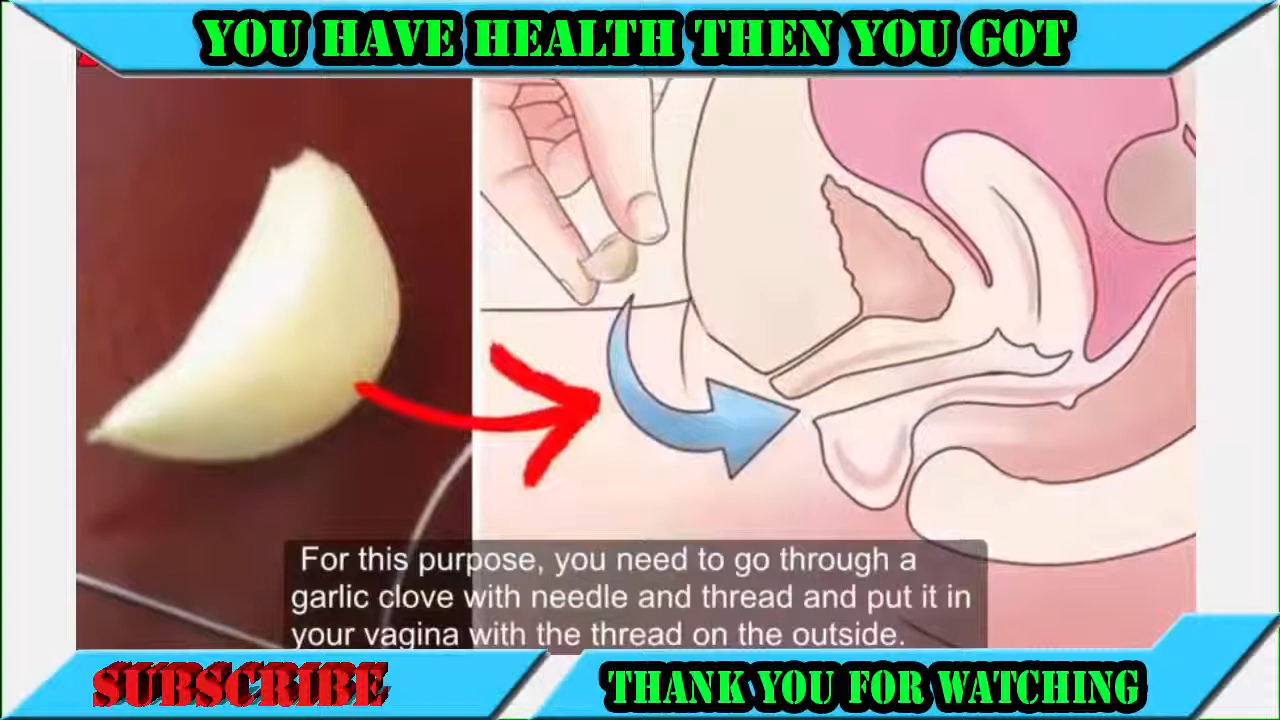 YOU HAVE HEALTH THEN YOU GOT
For this purpose, you need to go through a
garlic clove with needle and thread and put it in
your vagina with the thread on the outside.
SUBSCRIBE
THANK YOU FOR WATCHING